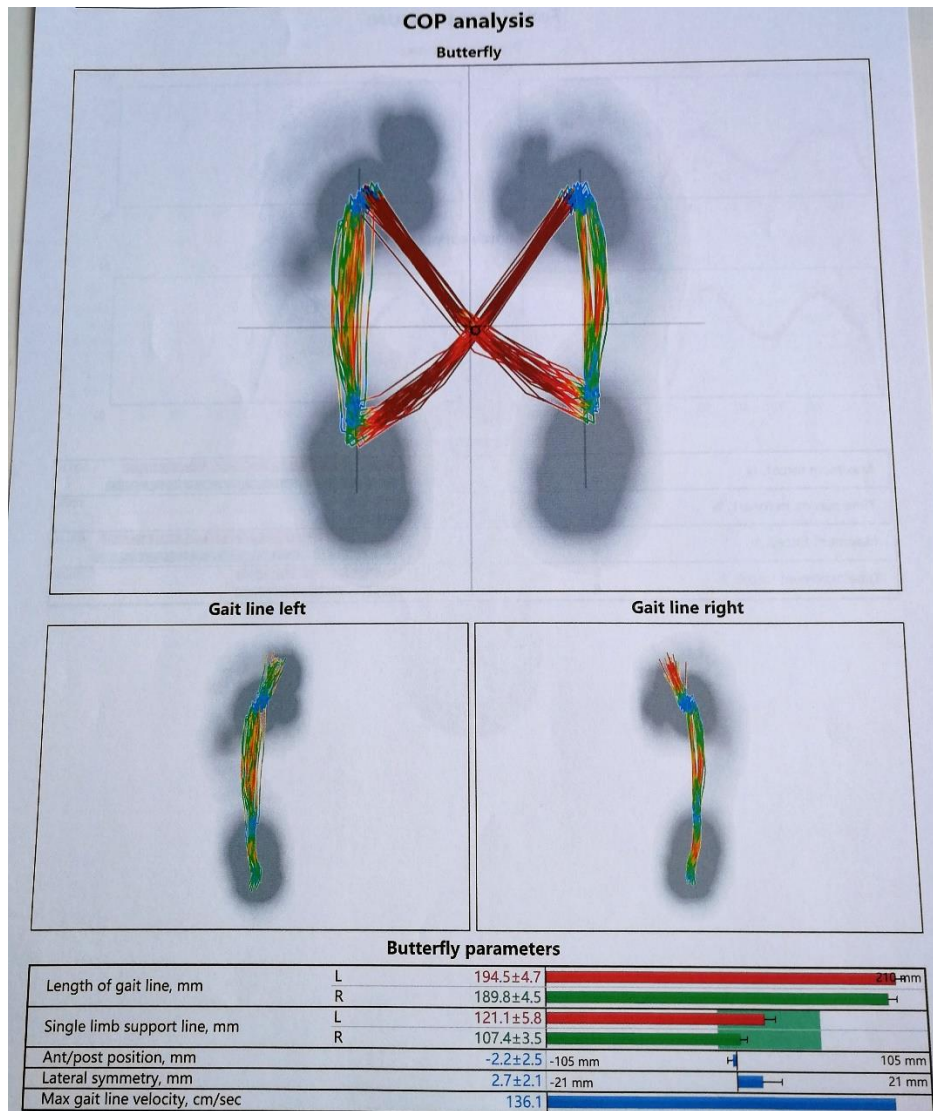 COP analysis
Butterfly
Gait line left
Gait line right
Butterfly parameters
Length of gait line, mm L 194.5±4.7 210 mm
R 189.8±4.5
Single limb support line, mm L 121.1±5.8
R 107.4±3.5
Ant/post position, mm -2.2±2.5 -105 mm 105 mm
Lateral symmetry, mm 2.7±2.1 -21 mm 21 mm
Max gait line velocity, cm/sec 136.1